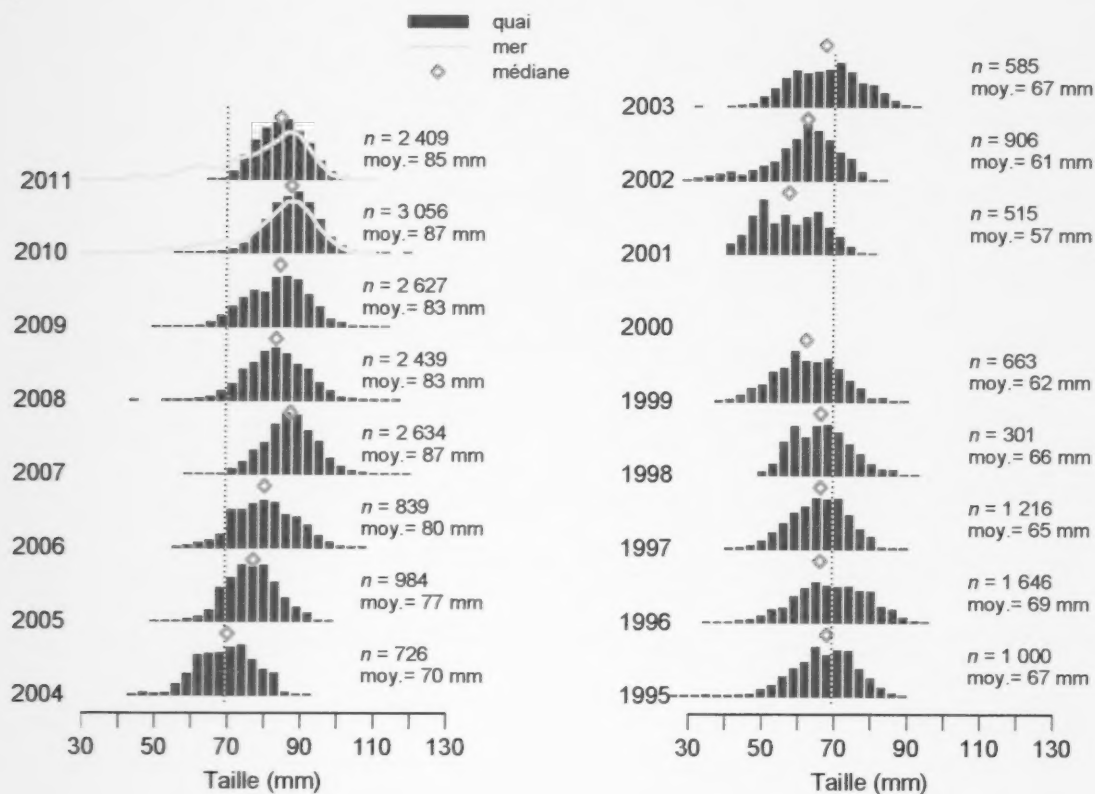 quai
mer
médiane
2011
n = 2 409
moy.= 85 mm
2010
n = 3 056
moy.= 87 mm
2009
n = 2 627
moy.= 83 mm
2008
n = 2 439
moy.= 83 mm
2007
n = 2 634
moy.= 87 mm
2006
n = 839
moy.= 80 mm
2005
n = 984
moy.= 77 mm
2004
n = 726
moy.= 70 mm
30 50 70 90 110 130
Taille (mm)
2003
n = 585
moy.= 67 mm
2002
n = 906
moy.= 61 mm
2001
n = 515
moy.= 57 mm
2000
1999
n = 663
moy.= 62 mm
1998
n = 301
moy.= 66 mm
1997
n = 1 216
moy.= 65 mm
1996
n = 1 646
moy.= 69 mm
1995
n = 1 000
moy.= 67 mm
30 50 70 90 110 130
Taille (mm)